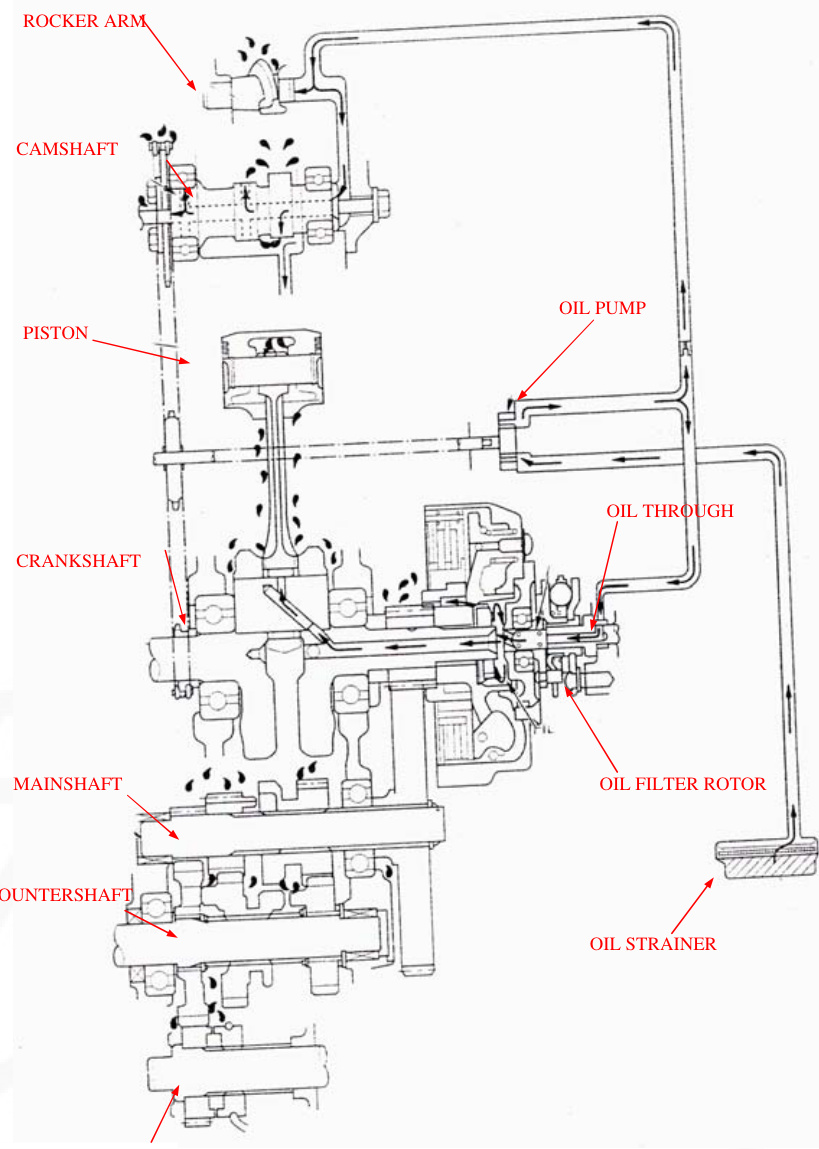 ROCKER ARM
CAMSHAFT
OIL PUMP
PISTON
OIL THROUGH
CRANKSHAFT
MAINSHAFT
OIL FILTER ROTOR
OUNTERSHAFT
OIL STRAINER